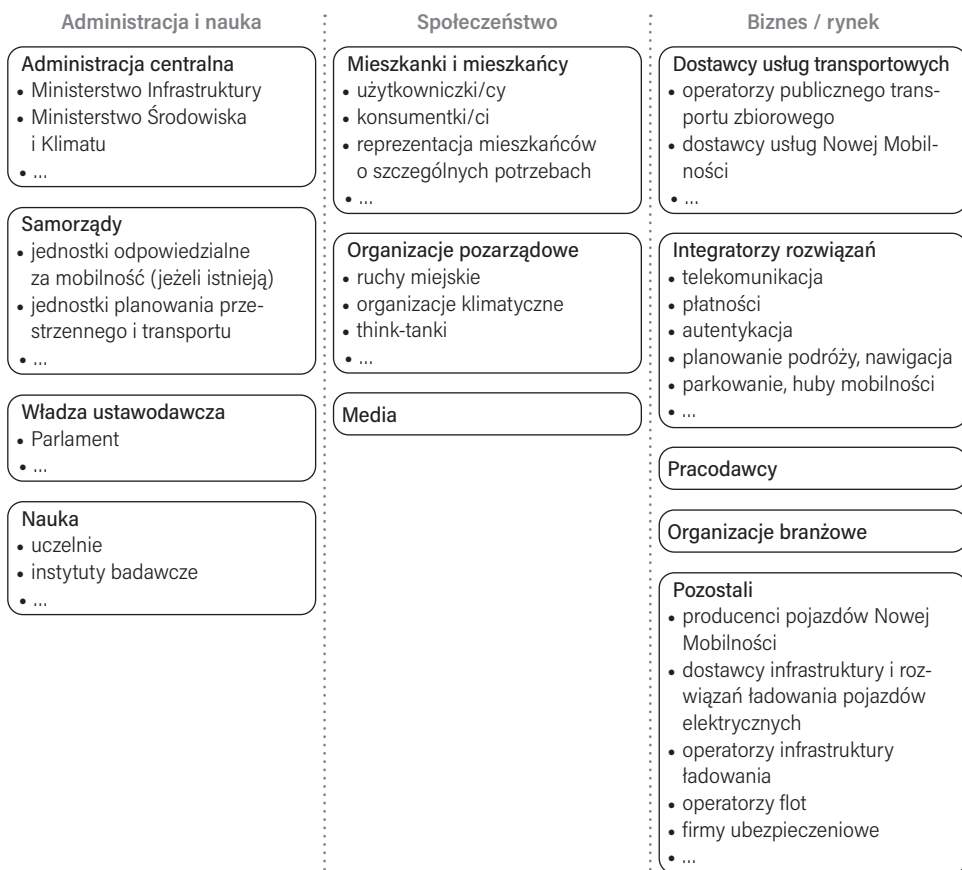 Administracja i nauka
Administracja centralna
• Ministerstwo Infrastruktury
• Ministerstwo Środowiska
i Klimatu
• ...
Samorządy
• jednostki odpowiedzialne
za mobilność (jeżeli istnieją)
• jednostki planowania prze-
strzennego i transportu
• ...
Władza ustawodawcza
• Parlament
• ...
Nauka
• uczelnie
• instytuty badawcze
• ...
Społeczeństwo
Mieszkanki i mieszkańcy
• użytkowniczki/cy
• konsumentki/ci
• reprezentacja mieszkańców
o szczególnych potrzebach
• ...
Organizacje pozarządowe
• ruchy miejskie
• organizacje klimatyczne
• think-tanki
• ...
Media
Biznes / rynek
Dostawcy usług transportowych
• operatorzy publicznego trans-
portu zbiorowego
• dostawcy usług Nowej Mobil-
ności
• ...
Integratorzy rozwiązań
• telekomunikacja
• płatności
• autentykacja
• planowanie podróży, nawigacja
• parkowanie, huby mobilności
• ...
Pracodawcy
Organizacje branżowe
Pozostali
• producenci pojazdów Nowej
Mobilności
• dostawcy infrastruktury i roz-
wiązań ładowania pojazdów
elektrycznych
• operatorzy infrastruktury
ładowania
• operatorzy flot
• firmy ubezpieczeniowe
• ...